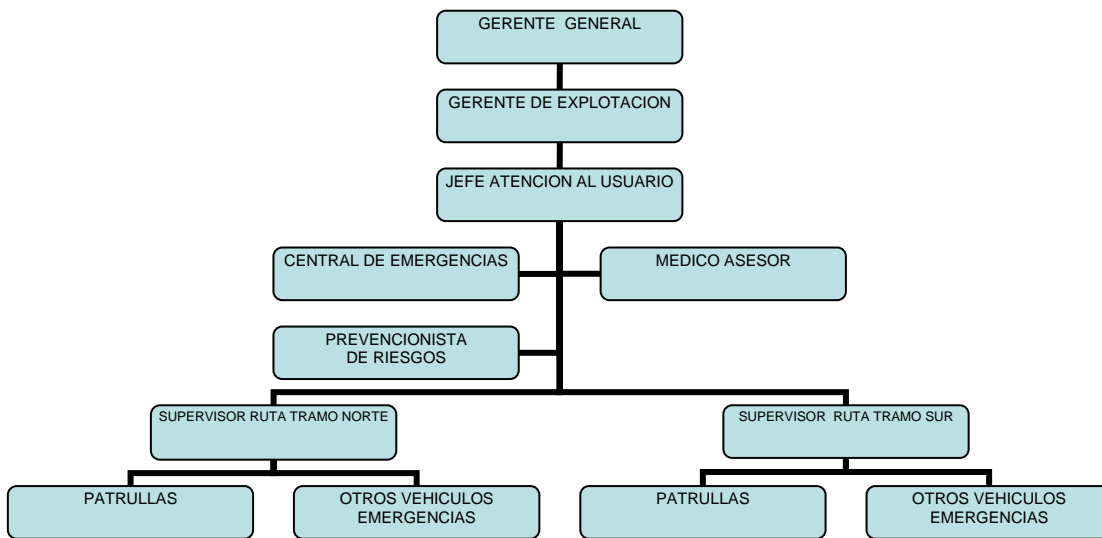 GERENTE GENERAL
GERENTE DE EXPLOTACION
JEFE ATENCION AL USUARIO
CENTRAL DE EMERGENCIAS
MEDICO ASESOR
PREVENCIONISTA
DE RIESGOS
SUPERVISOR RUTA TRAMO NORTE
SUPERVISOR RUTA TRAMO SUR
PATRULLAS
OTROS VEHICULOS
EMERGENCIAS
PATRULLAS
OTROS VEHICULOS
EMERGENCIAS